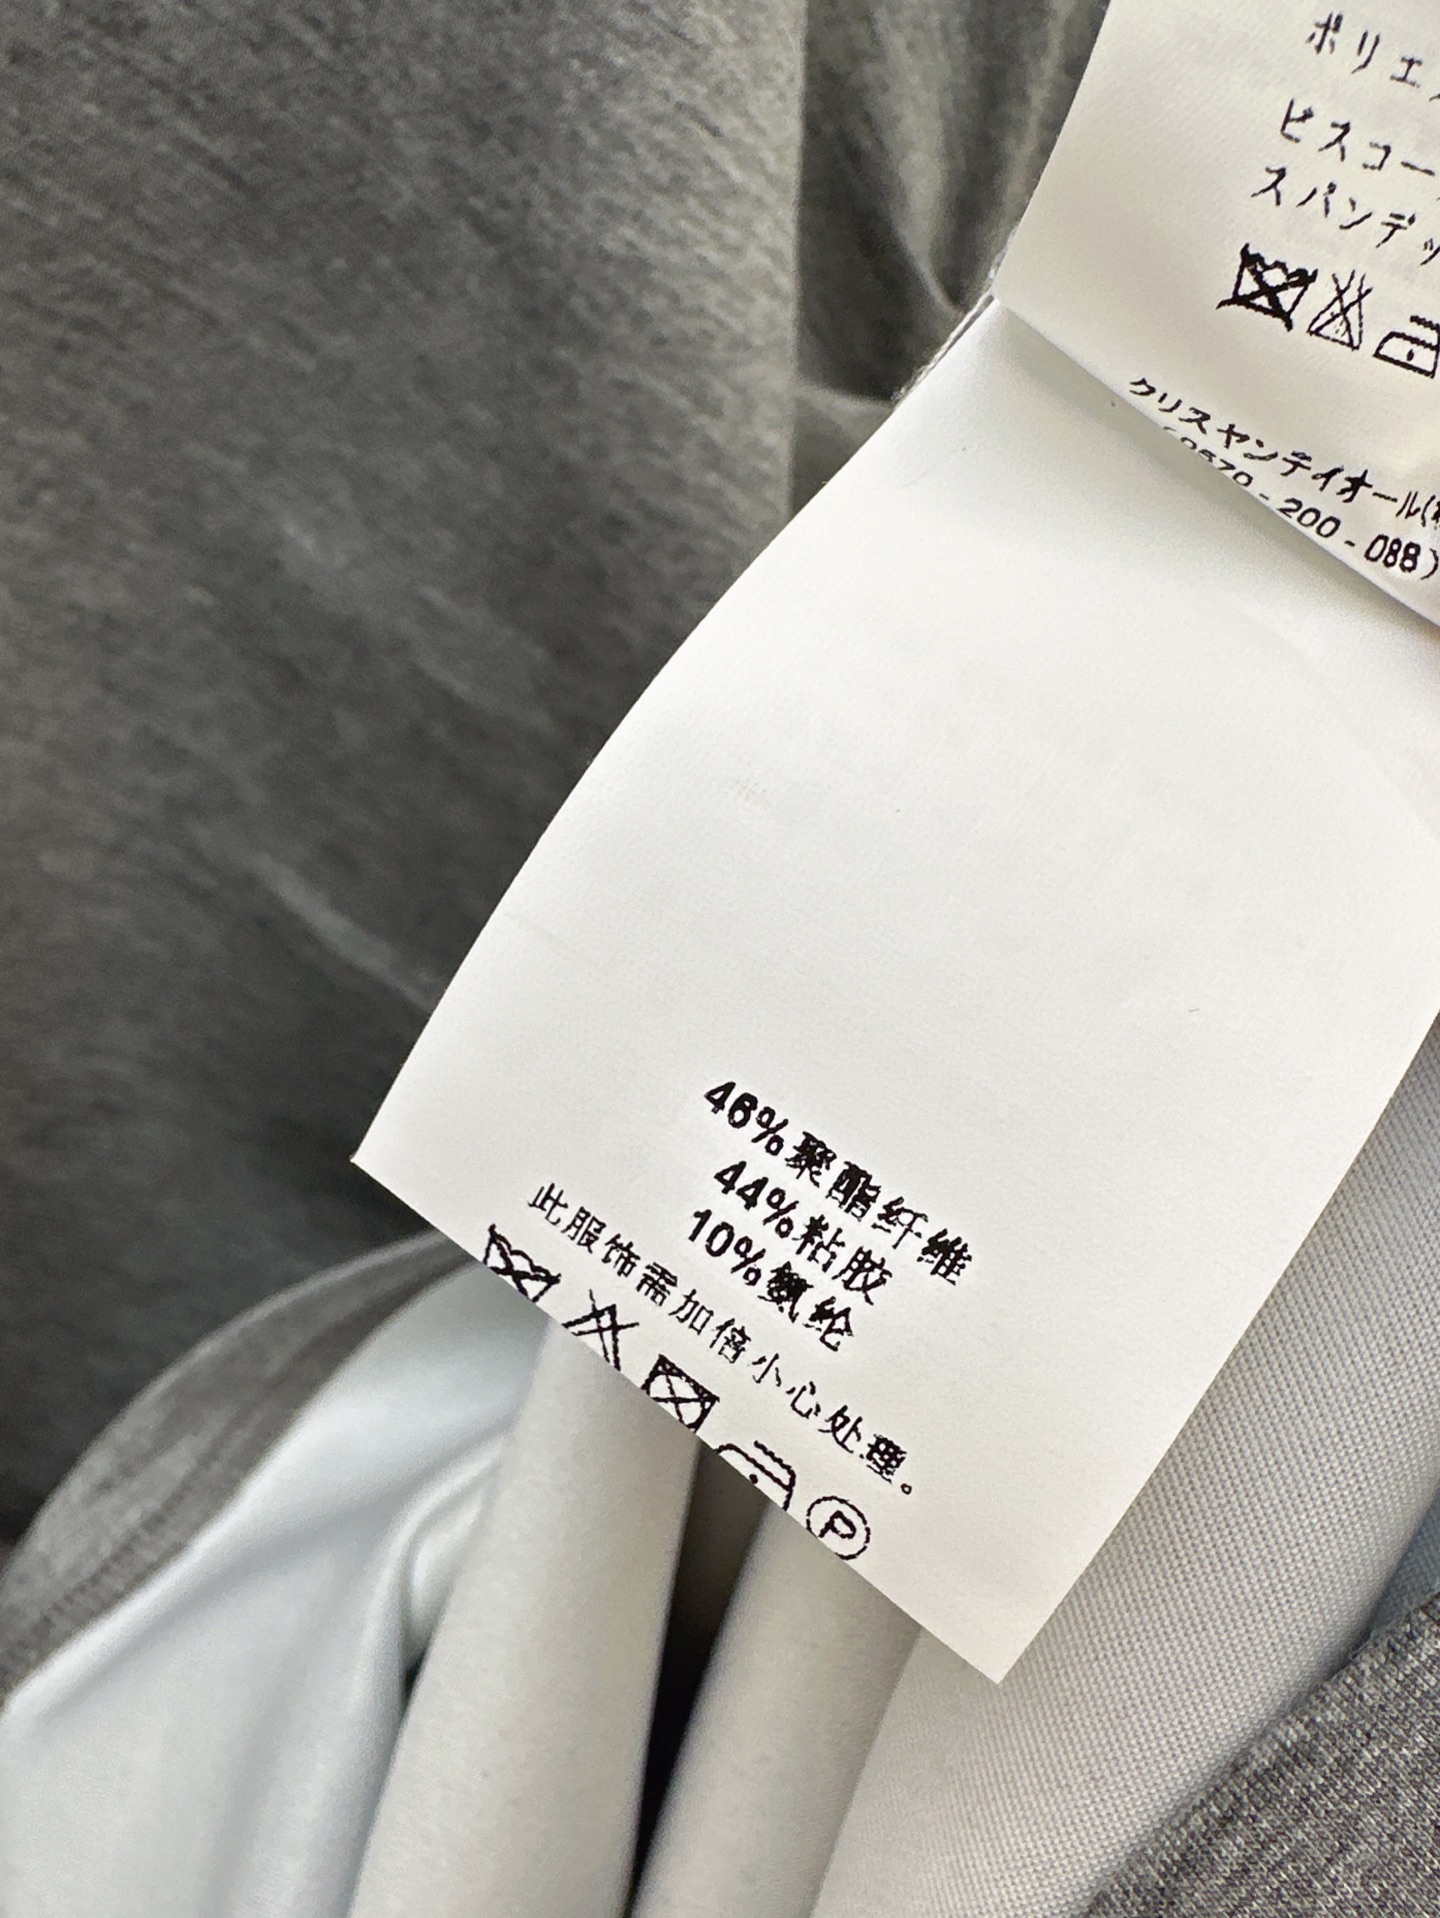 ポリエ
ビスコー
スパンデッ
クリスヤンディオール(
0570-200-088)
46%聚酯纤维
44%粘胶
10%氨纶
此服饰需加倍小心处理。
P